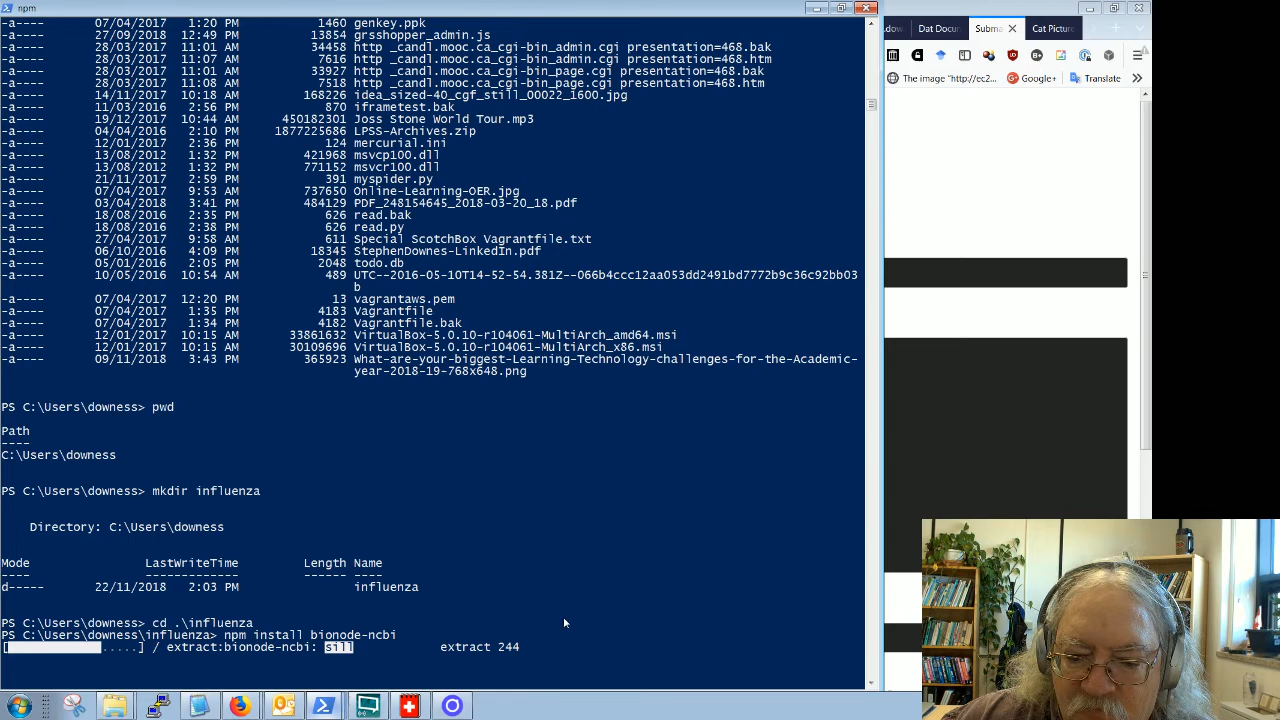 npm
-a---- 07/04/2017 1:20 PM 1460 genkey.ppk
-a---- 27/09/2018 12:49 PM 13854 grsshopper_admin.js
-a---- 28/03/2017 11:01 AM 34458 http _candl.mooc.ca_cgi-bin_admin.cgi presentation=468.bak
-a---- 28/03/2017 11:02 AM 7616 http _candl.mooc.ca_cgi-bin_admin.cgi presentation=468.htm
-a---- 28/03/2017 11:08 AM 33927 http _candl.mooc.ca_cgi-bin_page.cgi presentation=468.bak
-a---- 28/03/2017 11:08 AM 7518 http _candl.mooc.ca_cgi-bin_page.cgi presentation=468.htm
-a---- 14/11/2017 10:13 AM 168226 idea_sized-40_cgf_still_00022_1600.jpg
-a---- 11/03/2016 2:56 PM 870 iframetest.bak
-a---- 19/12/2017 10:44 AM 450182304 Joss Stone World Tour.mp3
-a---- 04/04/2016 2:10 PM 1877225686 LPSS-Archives.zip
-a---- 12/01/2017 2:36 PM 124 mercurial.ini
-a---- 13/08/2012 1:32 PM 421968 msvcp100.dll
-a---- 13/08/2012 1:32 PM 771152 msvcr100.dll
-a---- 21/11/2017 2:59 PM 391 myspider.py
-a---- 07/04/2017 9:53 AM 737650 Online-Learning-OER.jpg
-a---- 03/04/2018 3:41 PM 484129 PDF_248154645_2018-03-20_18.pdf
-a---- 18/08/2016 2:35 PM 626 read.bak
-a---- 18/08/2016 2:38 PM 626 read.py
-a---- 27/04/2017 9:58 AM 611 Special ScotchBox Vagrantfile.txt
-a---- 06/10/2016 4:09 PM 18345 StephenDownes-LinkedIn.pdf
-a---- 05/01/2016 2:05 PM 2048 todo.db
-a---- 10/05/2016 10:54 AM 489 UTC--2016-05-10T14-52-54.381Z--066b4ccc12aa053dd2491bd7772b9c36c92bb03
b
-a---- 07/04/2017 12:20 PM 13 vagrantaws.pem
-a---- 07/04/2017 1:35 PM 4183 Vagrantfile
-a---- 07/04/2017 1:34 PM 4182 Vagrantfile.bak
-a---- 12/01/2017 10:15 AM 33861632 VirtualBox-5.0.10-r104061-MultiArch_amd64.msi
-a---- 12/01/2017 10:15 AM 30109696 VirtualBox-5.0.10-r104061-MultiArch_x86.msi
-a---- 09/11/2018 3:43 PM 365923 What-are-your-biggest-Learning-Technology-challenges-for-the-Academic-
year-2018-19-768x648.png
PS C:\Users\downess> pwd
Path
----
C:\Users\downess
PS C:\Users\downess> mkdir influenza
Directory: C:\Users\downess
Mode LastWriteTime Length Name
---- ------------- ------ ----
d----- 22/11/2018 2:03 PM influenza
PS C:\Users\downess> cd .\influenza
PS C:\Users\downess\influenza> npm install bionode-ncbi
[ .....] / extract:bionode-ncbi: sill extract 244
.dow Dat Docu Subma Cat Picture
The image "http://ec2... Google+ Translate